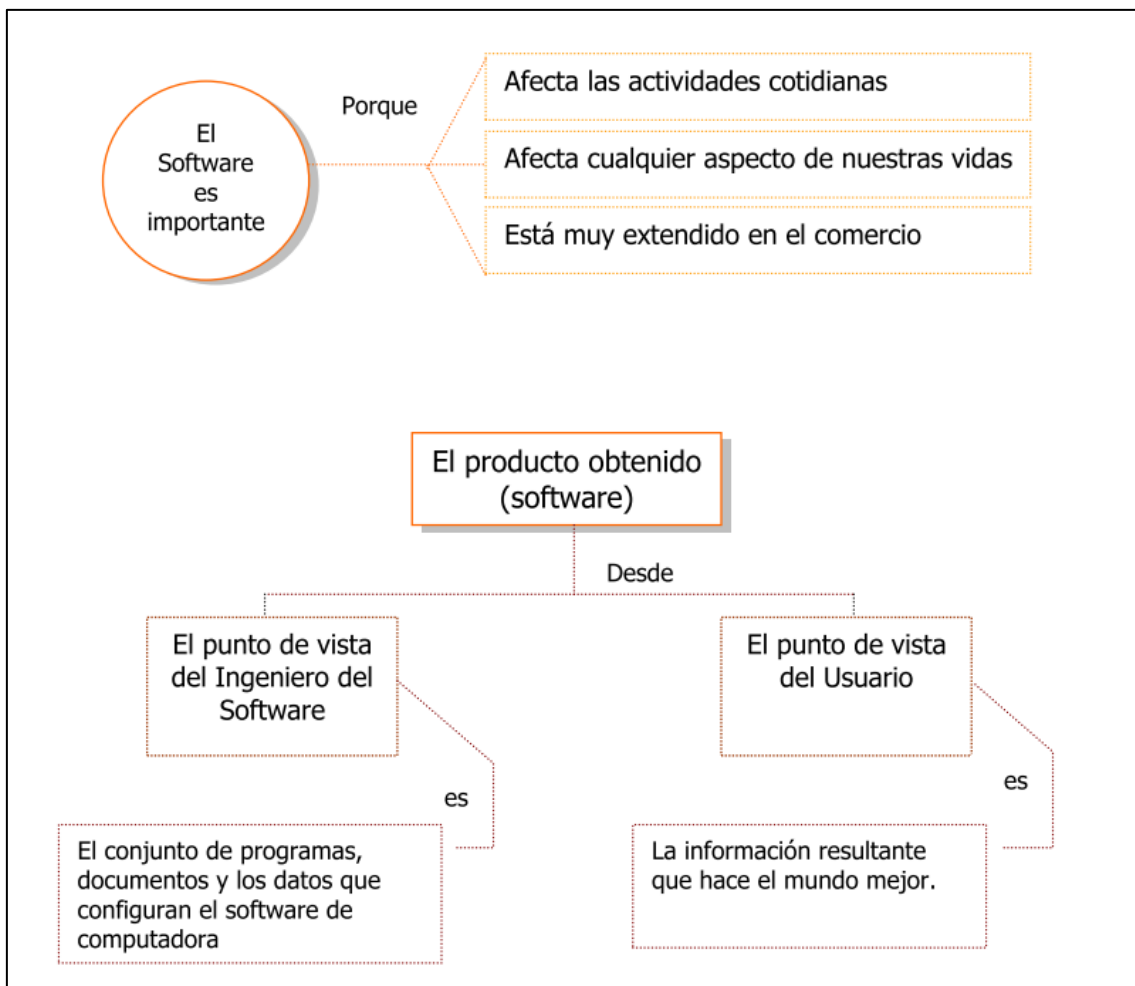 El
Software
es
importante
Porque
Afecta las actividades cotidianas
Afecta cualquier aspecto de nuestras vidas
Está muy extendido en el comercio
El producto obtenido
(software)
Desde
El punto de vista
del Ingeniero del
Software
es
El conjunto de programas,
documentos y los datos que
configuran el software de
computadora
El punto de vista
del Usuario
es
La información resultante
que hace el mundo mejor.